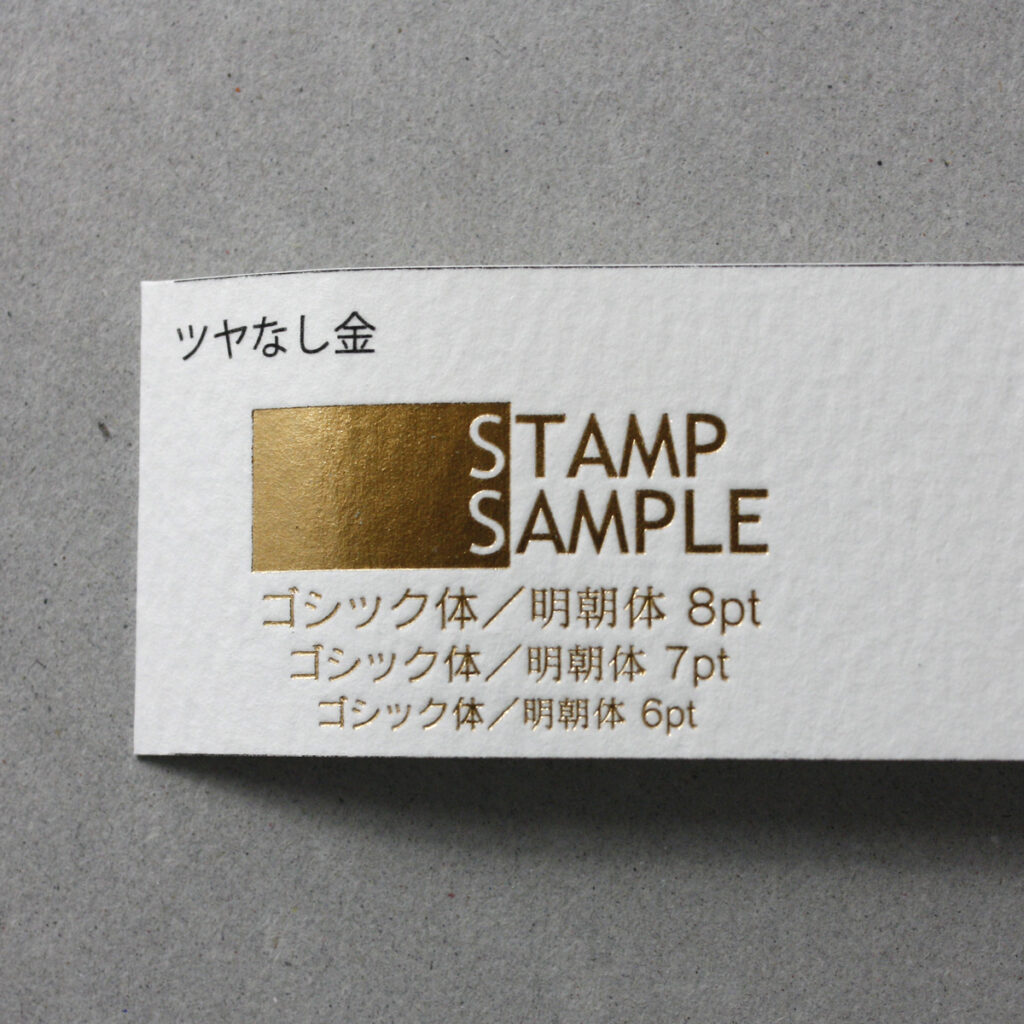 ツヤなし金
STAMP
SAMPLE
ゴシック体／明朝体 8pt
ゴシック体／明朝体 7pt
ゴシック体／明朝体 6pt